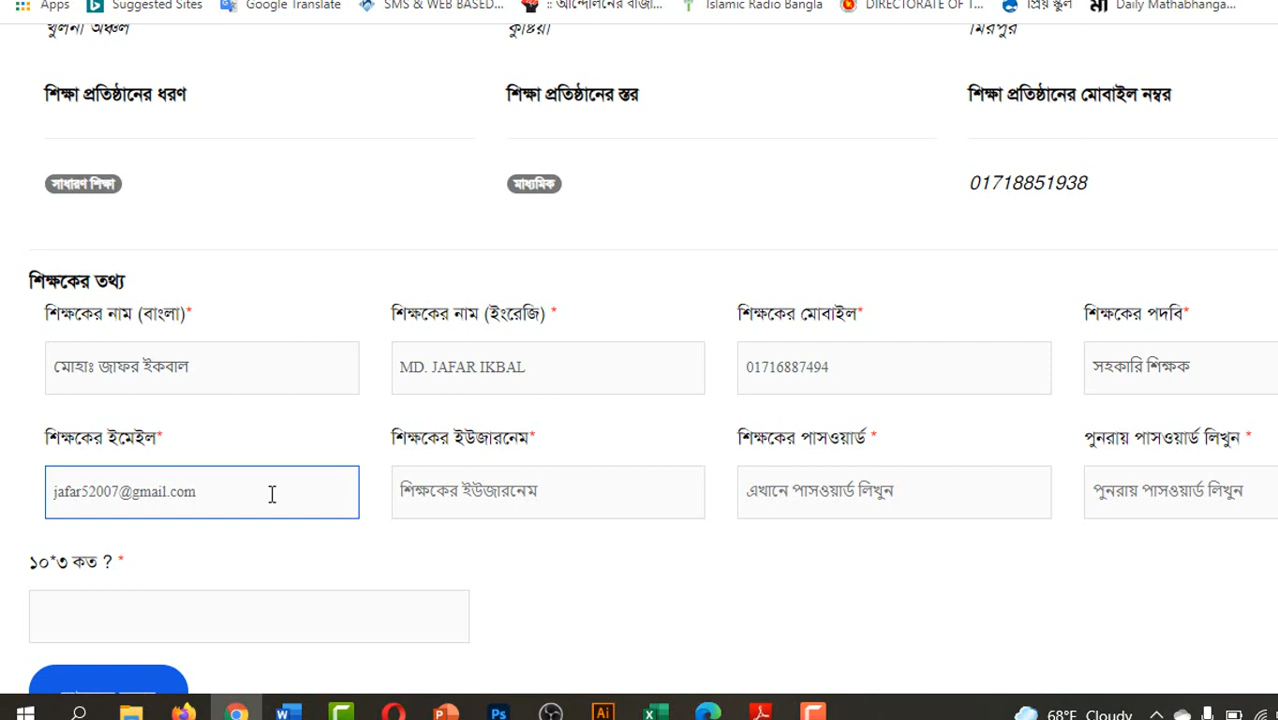 Apps Suggested Sites Google Translate SMS & WEB BASED... :: আন্দোলনের বাজা... Islamic Radio Bangla DIRECTORATE OF T... প্রিয় স্কুল Daily Mathabhanga...
খুলনা অঞ্চল কুষ্টিয়া মিরপুর
শিক্ষা প্রতিষ্ঠানের ধরণ শিক্ষা প্রতিষ্ঠানের স্তর শিক্ষা প্রতিষ্ঠানের মোবাইল নম্বর
সাধারণ শিক্ষা মাধ্যমিক 01718851938
শিক্ষকের তথ্য
শিক্ষকের নাম (বাংলা)* শিক্ষকের নাম (ইংরেজি) * শিক্ষকের মোবাইল* শিক্ষকের পদবি*
মোহাঃ জাফর ইকবাল MD. JAFAR IKBAL 01716887494 সহকারি শিক্ষক
শিক্ষকের ইমেইল* শিক্ষকের ইউজারনেম* শিক্ষকের পাসওয়ার্ড * পুনরায় পাসওয়ার্ড লিখুন *
jafar52007@gmail.com শিক্ষকের ইউজারনেম এখানে পাসওয়ার্ড লিখুন পুনরায় পাসওয়ার্ড লিখুন
১০*৩ কত ? *
68°F Cloudy